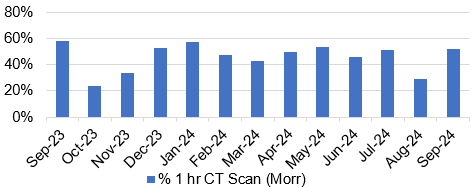 80%
60%
40%
20%
0%
Sep-23 Oct-23 Nov-23 Dec-23 Jan-24 Feb-24 Mar-24 Apr-24 May-24 Jun-24 Jul-24 Aug-24 Sep-24
% 1 hr CT Scan (Morr)